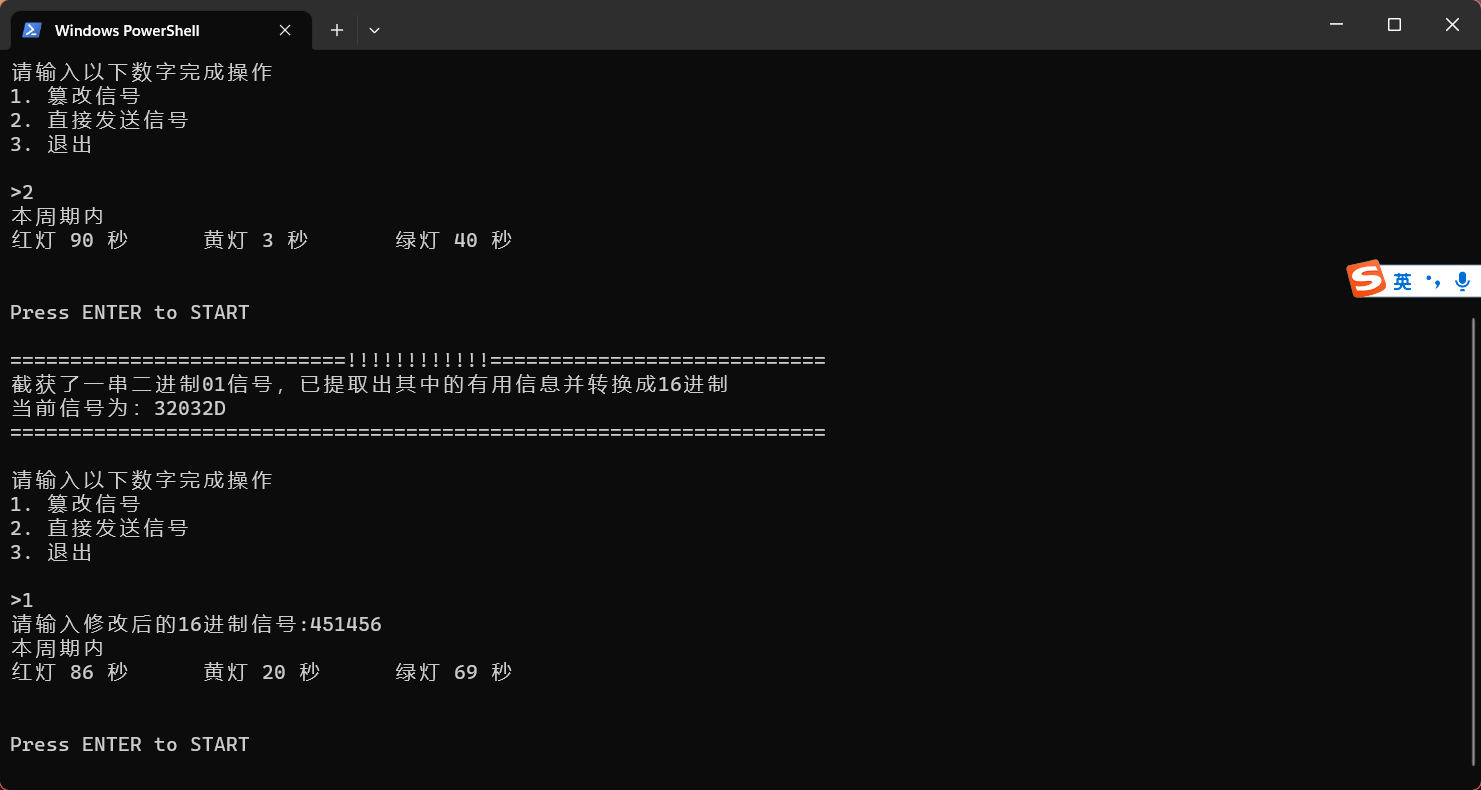 Windows PowerShell
请输入以下数字完成操作
1. 篡改信号
2. 直接发送信号
3. 退出
>2
本周期内
红灯 90 秒 黄灯 3 秒 绿灯 40 秒
Press ENTER to START
============================!!!!!!!!!!!!============================
截获了一串二进制01信号，已提取出其中的有用信息并转换成16进制
当前信号为：32032D
====================================================================
请输入以下数字完成操作
1. 篡改信号
2. 直接发送信号
3. 退出
>1
请输入修改后的16进制信号:451456
本周期内
红灯 86 秒 黄灯 20 秒 绿灯 69 秒
Press ENTER to START
S 英